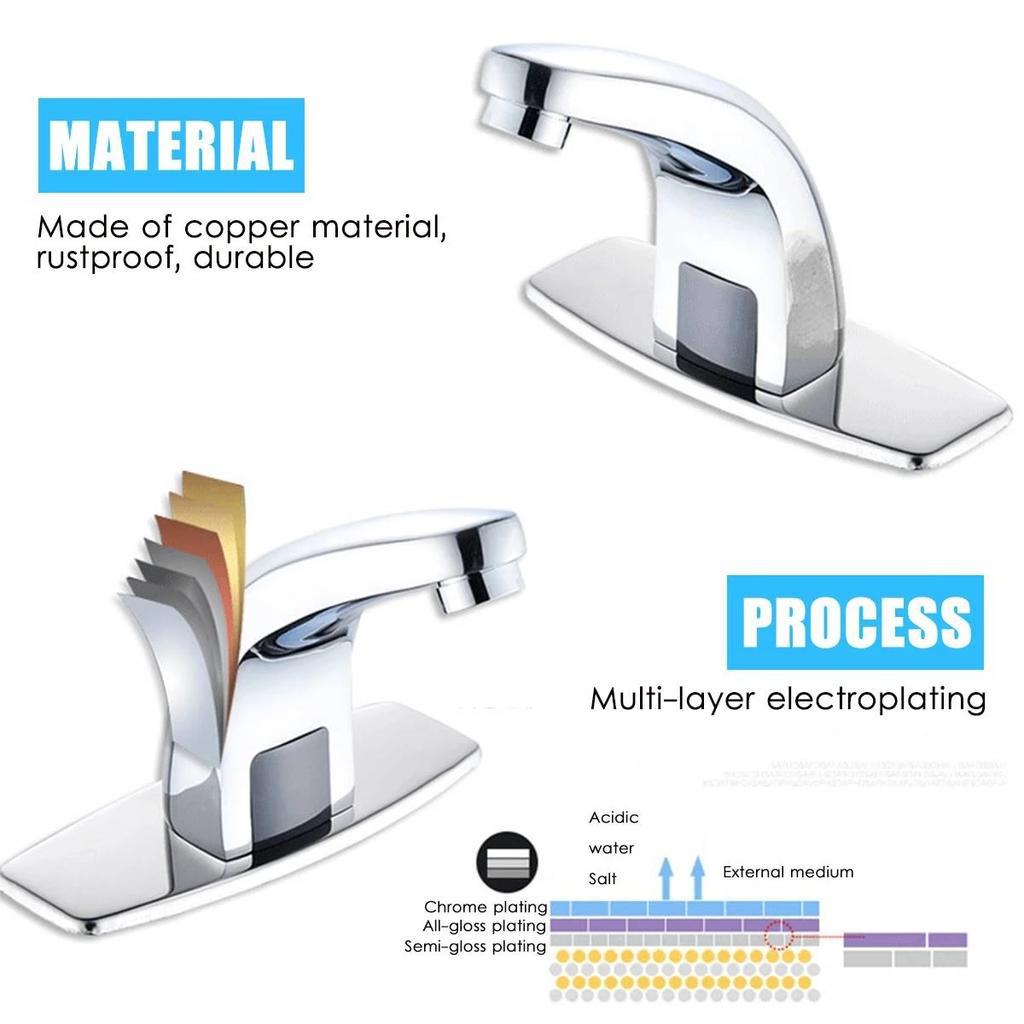 MATERIAL
Made of copper material,
rustproof, durable
PROCESS
Multi-layer electroplating
Acidic
water
Salt
External medium
Chrome plating
All-gloss plating
Semi-gloss plating